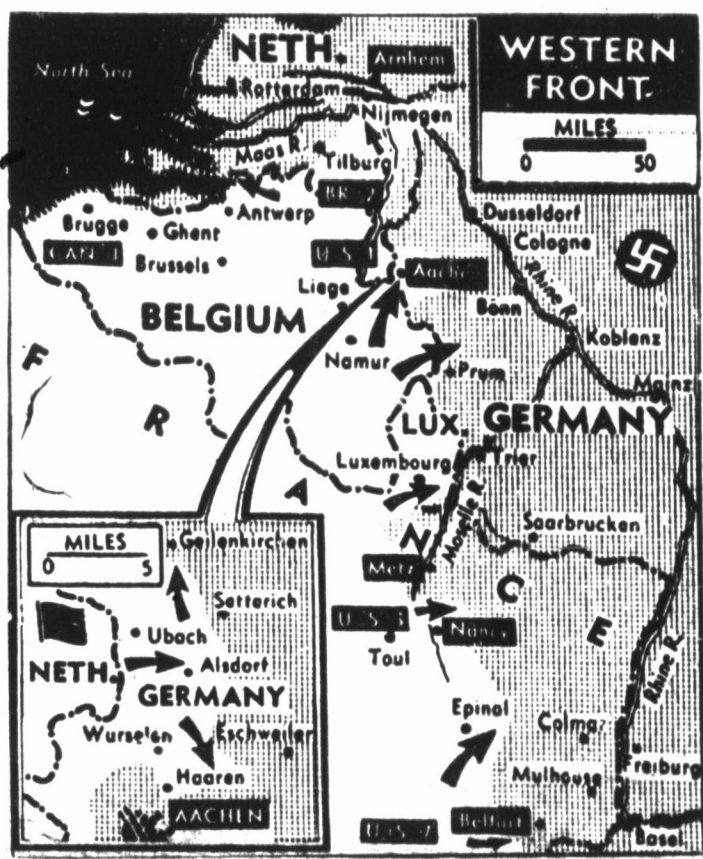 WESTERN
FRONT
MILES
0 50
North Sea
NETH.
Arnhem
Rotterdam
Nijmegen
Maas R.
Tilburg
BR 2
Antwerp
Brugge
Ghent
CAN 1
Brussels
U S 1
Liege
BELGIUM
Namur
Dusseldorf
Cologne
Bonn
Rhine R.
Koblenz
Mainz
Prum
LUX.
GERMANY
Trier
Luxembourg
Moselle R.
Saarbrucken
F
R
A
N
C
E
Metz
U S 3
Nancy
Toul
Epinal
Colmar
Mulhouse
Rhine R.
Freiburg
U S 7
Belfort
Basel
MILES
0 5
Geilenkirchen
Setterich
Ubach
NETH.
Alsdorf
GERMANY
Wurselen
Eschweiler
Haaren
AACHEN